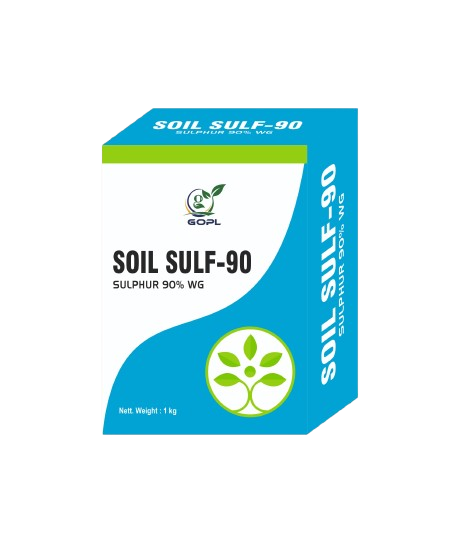 SOIL SULF-90
SULPHUR 90% WG
g
GOPL
SOIL SULF-90
SULPHUR 90% WG
Nett. Weight : 1 kg
SOIL SULF-90
SULPHUR 90% WG